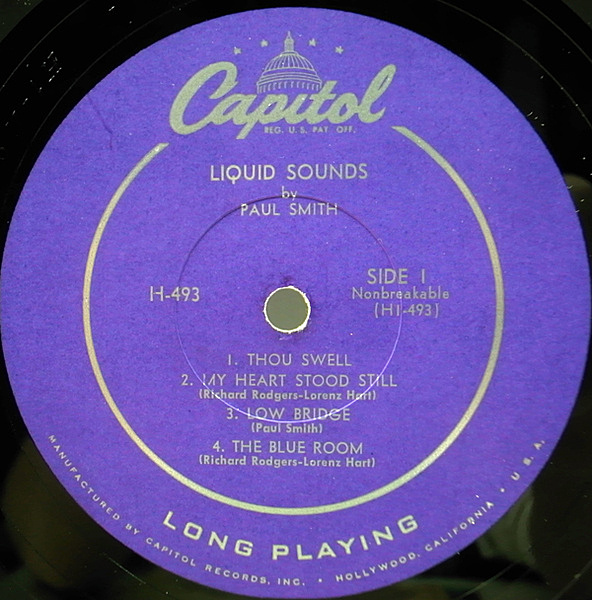 Capitol
REG. U.S. PAT. OFF.
LIQUID SOUNDS
by
PAUL SMITH
H-493
SIDE 1
Nonbreakable
(H1-493)
1. THOU SWELL
2. MY HEART STOOD STILL
(Richard Rodgers-Lorenz Hart)
3. LOW BRIDGE
(Paul Smith)
4. THE BLUE ROOM
(Richard Rodgers-Lorenz Hart)
LONG PLAYING
MANUFACTURED BY CAPITOL RECORDS, INC. • HOLLYWOOD, CALIFORNIA • U.S.A.